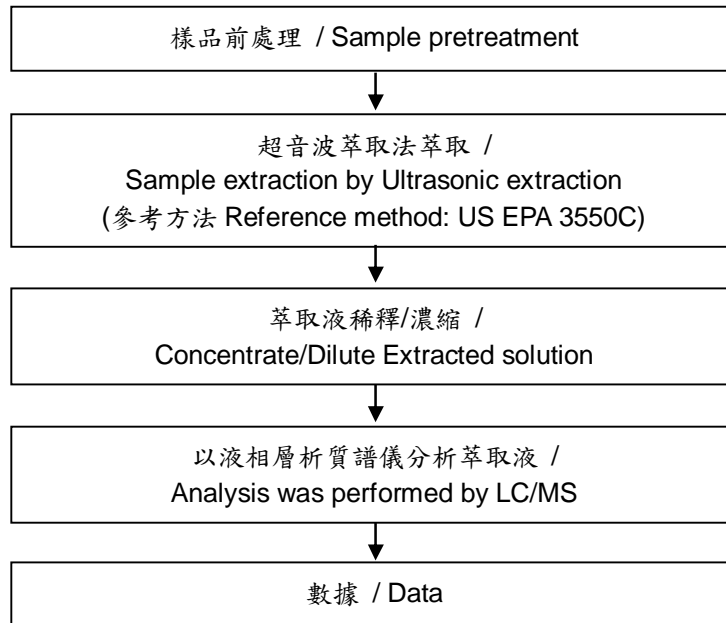 樣品前處理 / Sample pretreatment
超音波萃取法萃取 /
Sample extraction by Ultrasonic extraction
(參考方法 Reference method: US EPA 3550C)
萃取液稀釋/濃縮 /
Concentrate/Dilute Extracted solution
以液相層析質譜儀分析萃取液 /
Analysis was performed by LC/MS
數據 / Data